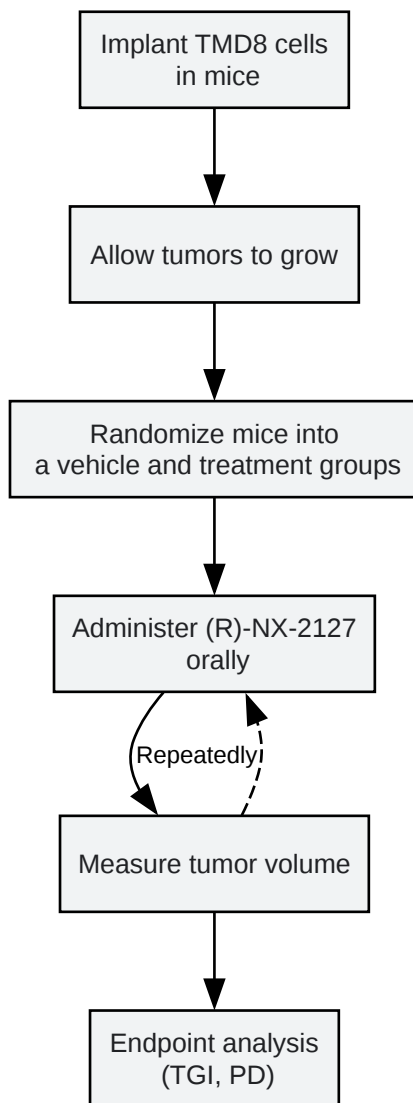 Implant TMD8 cells
in mice
Allow tumors to grow
Randomize mice into
a vehicle and treatment groups
Administer (R)-NX-2127
orally
Repeatedly
Measure tumor volume
Endpoint analysis
(TGI, PD)